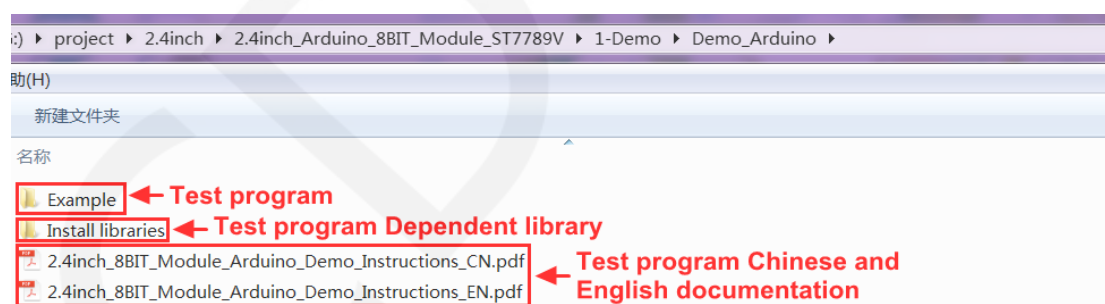 :) ▸ project ▸ 2.4inch ▸ 2.4inch_Arduino_8BIT_Module_ST7789V ▸ 1-Demo ▸ Demo_Arduino ▸
助(H)
新建文件夹
名称
Example Test program
Install libraries Test program Dependent library
2.4inch_8BIT_Module_Arduino_Demo_Instructions_CN.pdf Test program Chinese and
2.4inch_8BIT_Module_Arduino_Demo_Instructions_EN.pdf English documentation